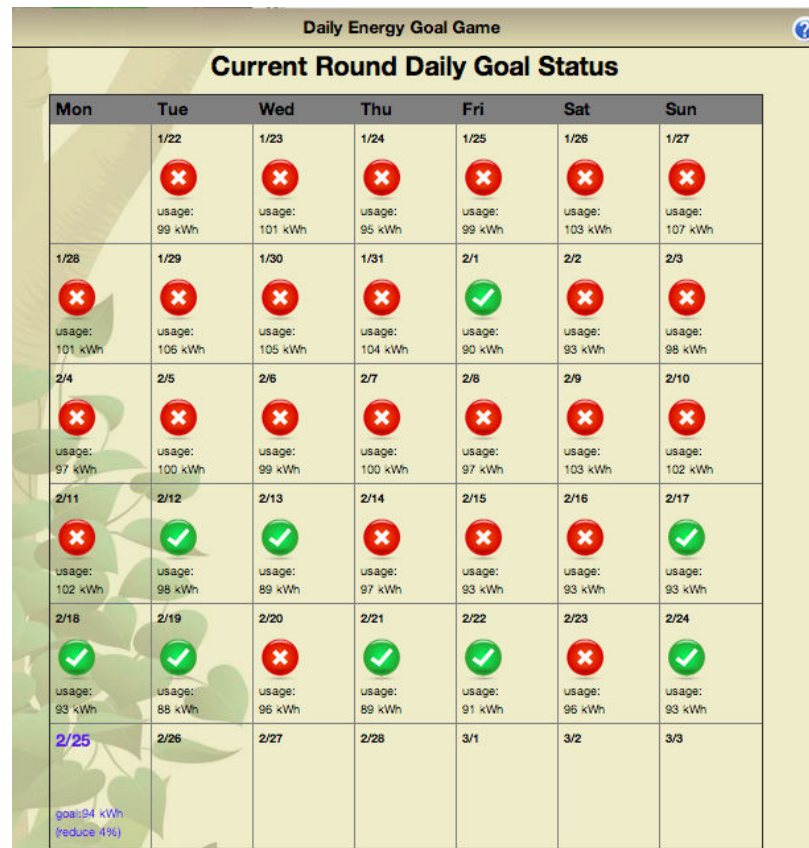 Daily Energy Goal Game
?
Current Round Daily Goal Status
Mon Tue Wed Thu Fri Sat Sun
1/22 1/23 1/24 1/25 1/26 1/27
usage: usage: usage: usage: usage: usage:
99 kWh 101 kWh 95 kWh 99 kWh 103 kWh 107 kWh
1/28 1/29 1/30 1/31 2/1 2/2 2/3
usage: usage: usage: usage: usage: usage: usage:
101 kWh 106 kWh 105 kWh 104 kWh 90 kWh 93 kWh 98 kWh
2/4 2/5 2/6 2/7 2/8 2/9 2/10
usage: usage: usage: usage: usage: usage: usage:
97 kWh 100 kWh 99 kWh 100 kWh 97 kWh 103 kWh 102 kWh
2/11 2/12 2/13 2/14 2/15 2/16 2/17
usage: usage: usage: usage: usage: usage: usage:
102 kWh 98 kWh 89 kWh 97 kWh 93 kWh 93 kWh 93 kWh
2/18 2/19 2/20 2/21 2/22 2/23 2/24
usage: usage: usage: usage: usage: usage: usage:
93 kWh 88 kWh 96 kWh 89 kWh 91 kWh 96 kWh 93 kWh
2/25 2/26 2/27 2/28 3/1 3/2 3/3
goal:94 kWh
(reduce 4%)